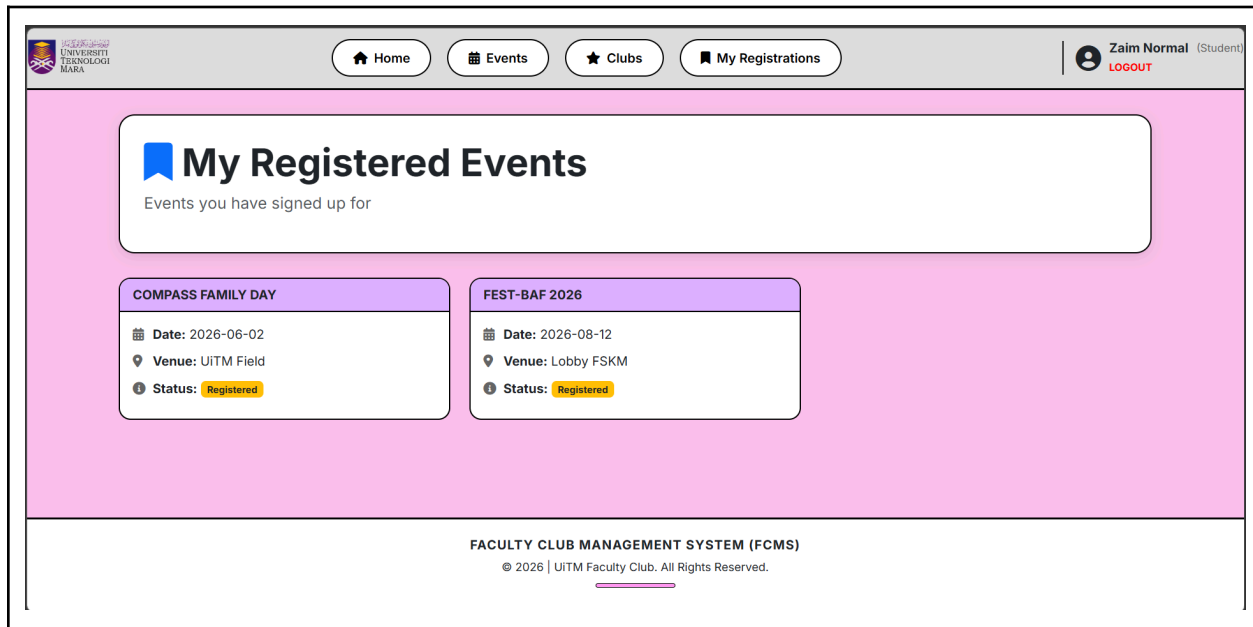 UNIVERSITI
TEKNOLOGI
MARA
Home
Events
Clubs
My Registrations
Zaim Normal (Student)
LOGOUT
My Registered Events
Events you have signed up for
COMPASS FAMILY DAY
Date: 2026-06-02
Venue: UiTM Field
Status: Registered
FEST-BAF 2026
Date: 2026-08-12
Venue: Lobby FSKM
Status: Registered
FACULTY CLUB MANAGEMENT SYSTEM (FCMS)
© 2026 | UiTM Faculty Club. All Rights Reserved.